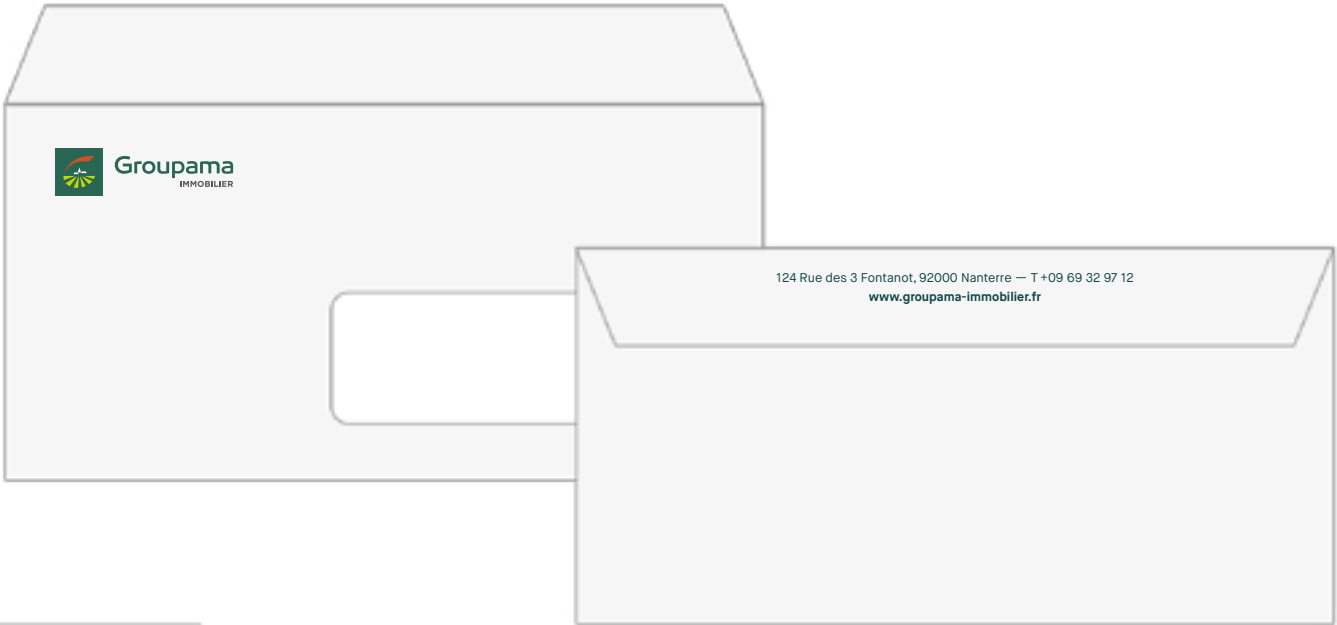 Groupama
IMMOBILIER
124 Rue des 3 Fontanot, 92000 Nanterre — T +09 69 32 97 12
www.groupama-immobilier.fr